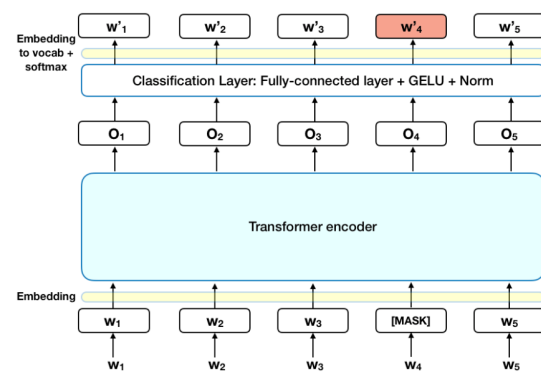 w'1 w'2 w'3 w'4 w'5
Embedding
to vocab +
softmax
Classification Layer: Fully-connected layer + GELU + Norm
O1 O2 O3 O4 O5
Transformer encoder
Embedding
w1 w2 w3 [MASK] w5
w1 w2 w3 w4 w5